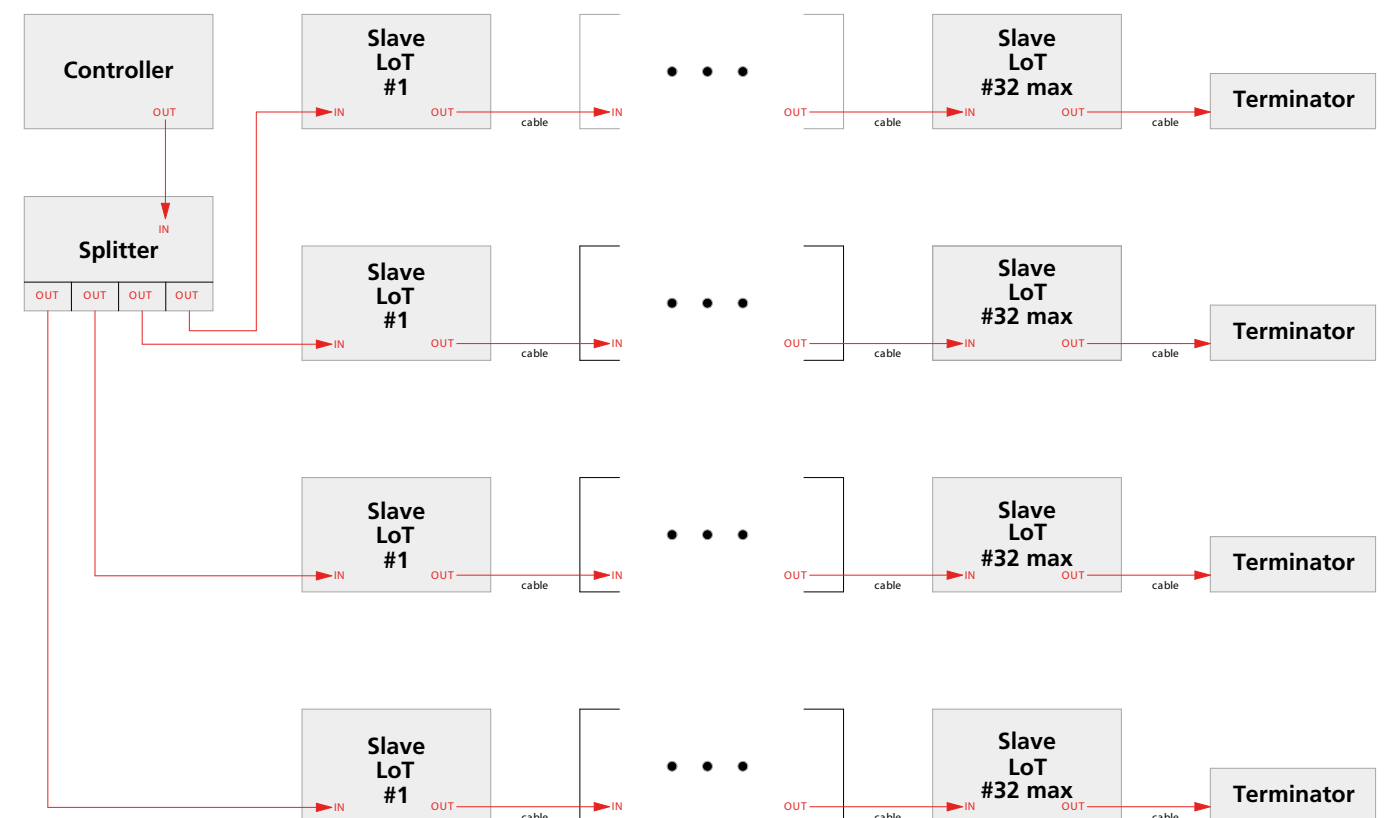 Controller
OUT
IN
Splitter
OUT OUT OUT OUT
Slave
LoT
#1
IN OUT
cable
IN
OUT
cable
Slave
LoT
#32 max
IN OUT
cable
Terminator
Slave
LoT
#1
IN OUT
cable
IN
OUT
cable
Slave
LoT
#32 max
IN OUT
cable
Terminator
Slave
LoT
#1
IN OUT
cable
IN
OUT
cable
Slave
LoT
#32 max
IN OUT
cable
Terminator
Slave
LoT
#1
IN OUT
cable
IN
OUT
cable
Slave
LoT
#32 max
IN OUT
cable
Terminator